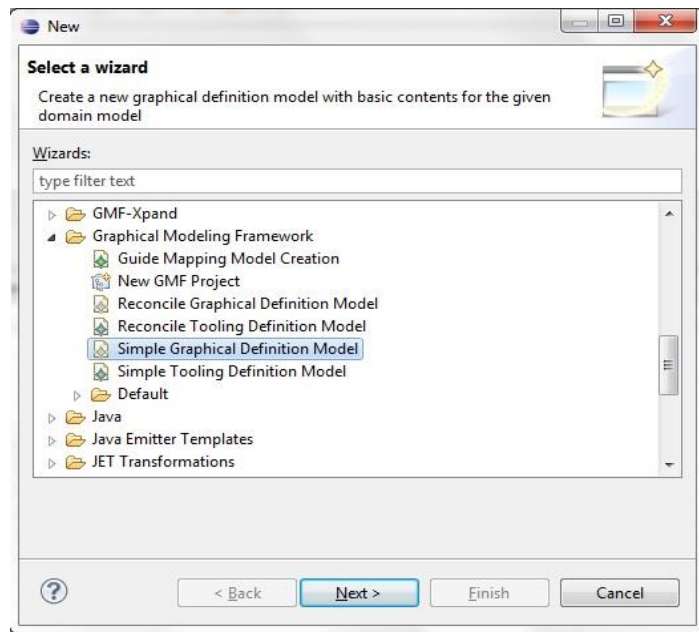 New
Select a wizard
Create a new graphical definition model with basic contents for the given
domain model
Wizards:
type filter text
GMF-Xpand
Graphical Modeling Framework
Guide Mapping Model Creation
New GMF Project
Reconcile Graphical Definition Model
Reconcile Tooling Definition Model
Simple Graphical Definition Model
Simple Tooling Definition Model
Default
Java
Java Emitter Templates
JET Transformations
?
< Back
Next >
Finish
Cancel